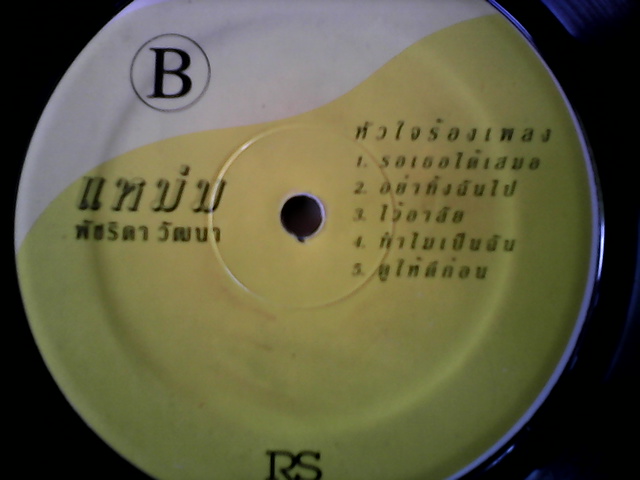 B
แหม่ม
พัชริดา วัฒนา
หัวใจร้องเพลง
1. รอเธอได้เสมอ
2. อย่าทิ้งฉันไป
3. ไว้อาลัย
4. ทำไมเป็นฉัน
5. ดูให้ดีก่อน
RS